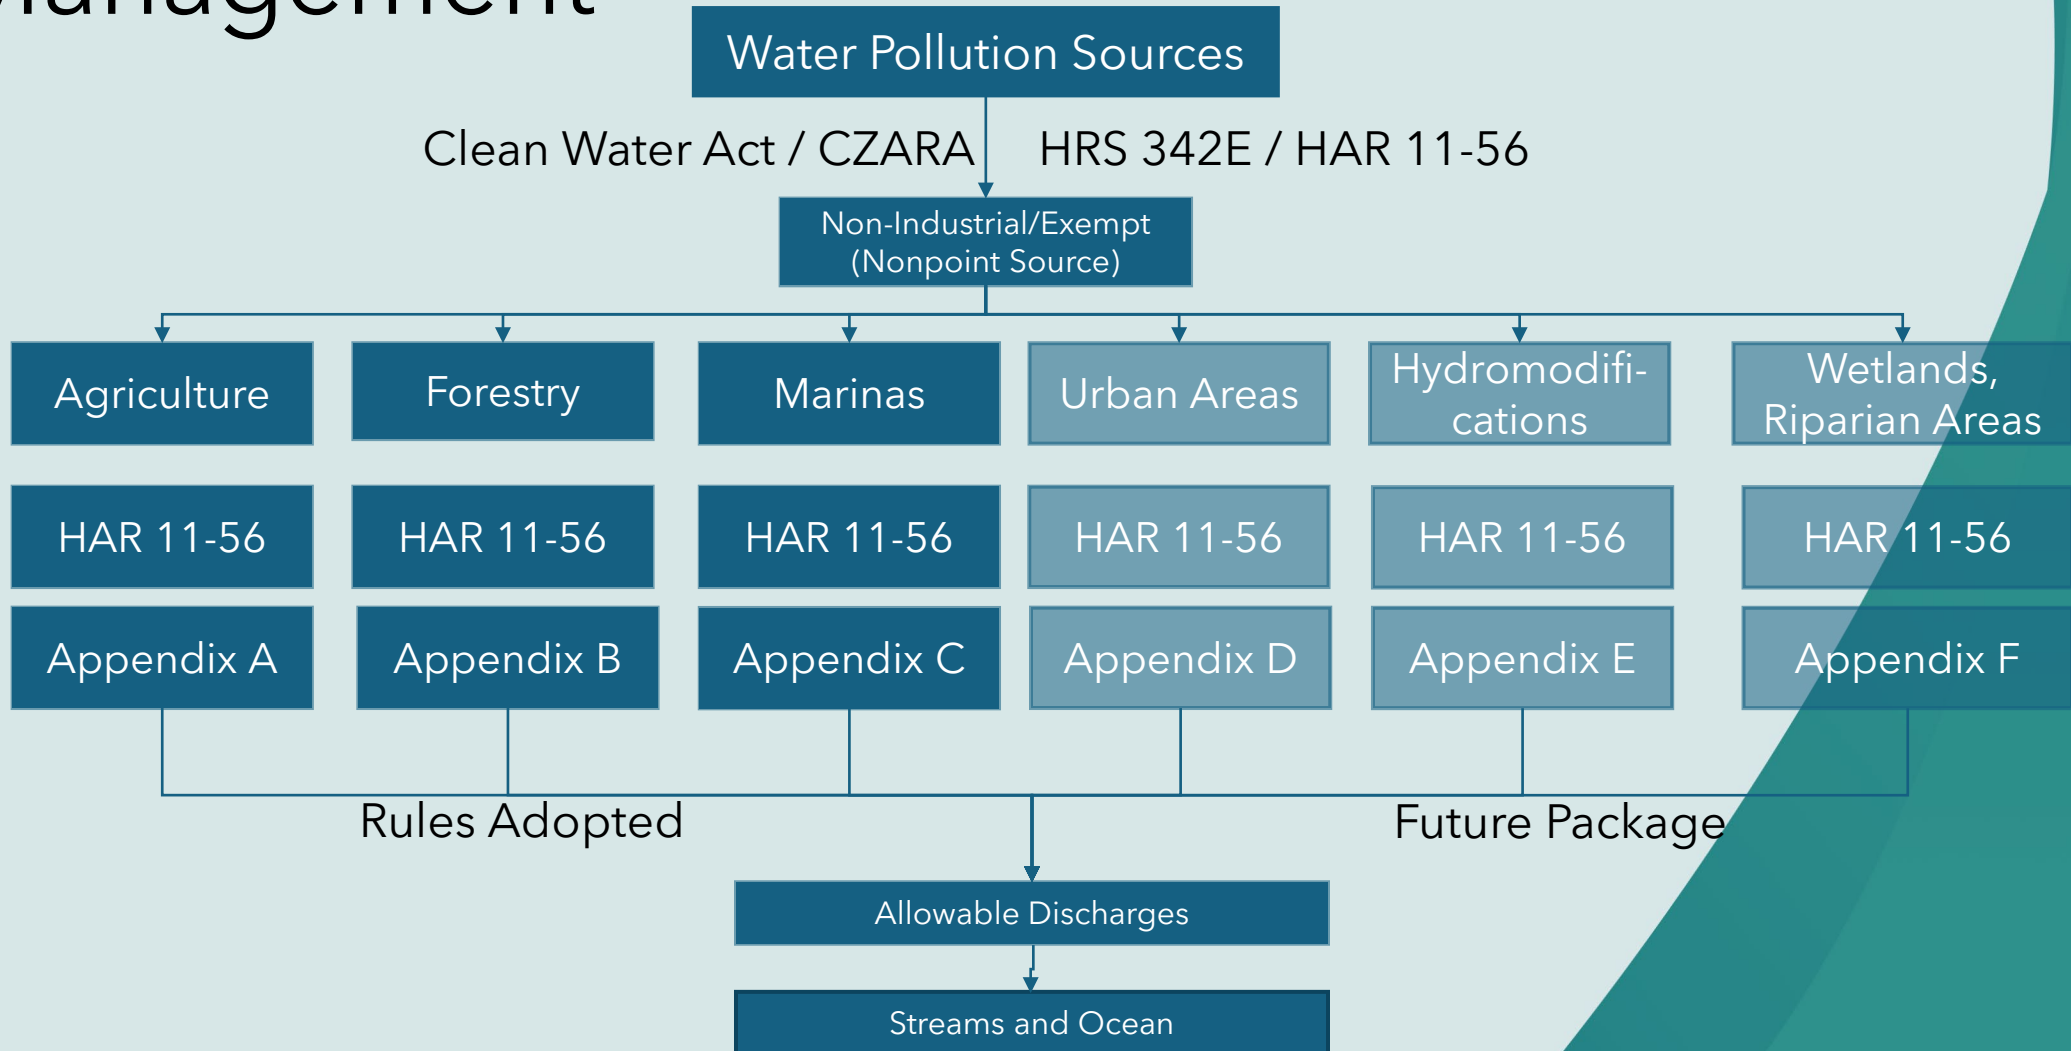 Management
Water Pollution Sources
Clean Water Act / CZARA
HRS 342E / HAR 11-56
Non-Industrial/Exempt
(Nonpoint Source)
Agriculture
Forestry
Marinas
Urban Areas
Hydromodifi-
cations
Wetlands,
Riparian Areas
HAR 11-56
HAR 11-56
HAR 11-56
HAR 11-56
HAR 11-56
HAR 11-56
Appendix A
Appendix B
Appendix C
Appendix D
Appendix E
Appendix F
Rules Adopted
Future Package
Allowable Discharges
Streams and Ocean